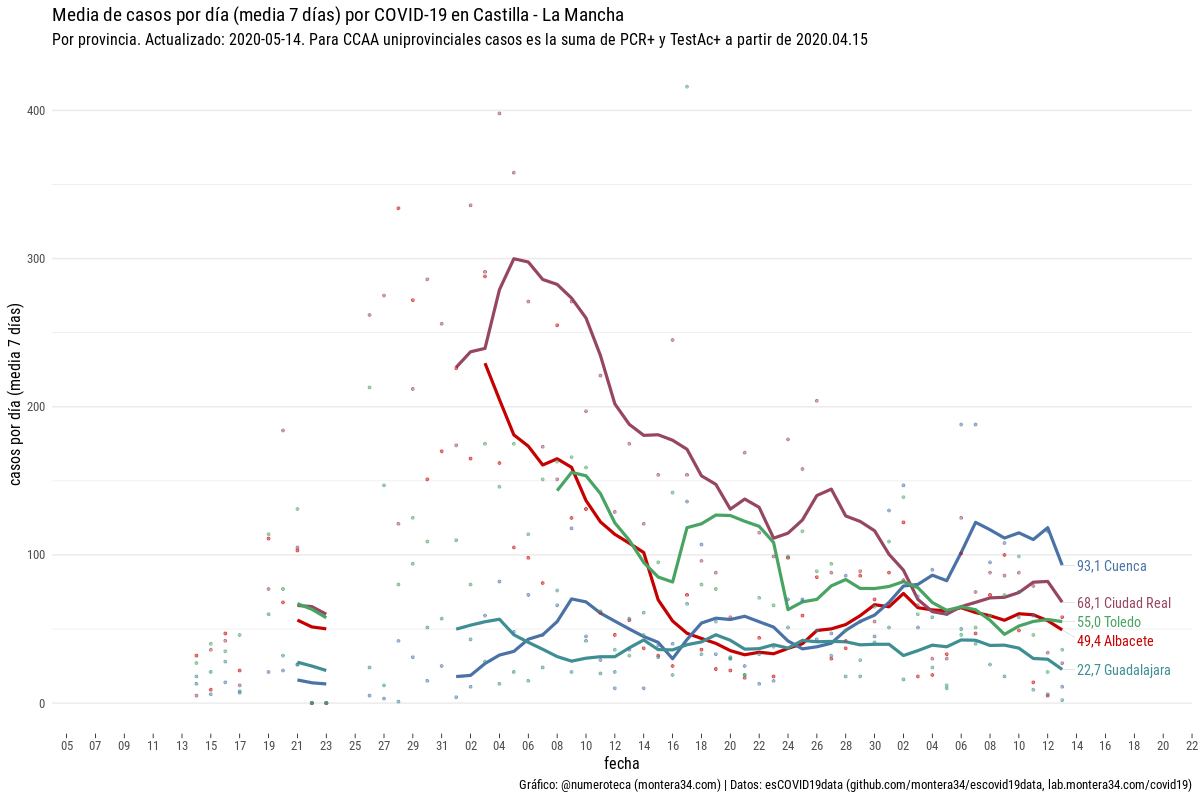 Media de casos por día (media 7 días) por COVID-19 en Castilla - La Mancha
Por provincia. Actualizado: 2020-05-14. Para CCAA uniprovinciales casos es la suma de PCR+ y TestAc+ a partir de 2020.04.15
casos por día (media 7 días)
400
300
200
100
0
93,1 Cuenca
68,1 Ciudad Real
55,0 Toledo
49,4 Albacete
22,7 Guadalajara
05 07 09 11 13 15 17 19 21 23 25 27 29 31 02 04 06 08 10 12 14 16 18 20 22 24 26 28 30 02 04 06 08 10 12 14 16 18 20 22
fecha
Gráfico: @numeroteca (montera34.com) | Datos: esCOVID19data (github.com/montera34/escovid19data, lab.montera34.com/covid19)